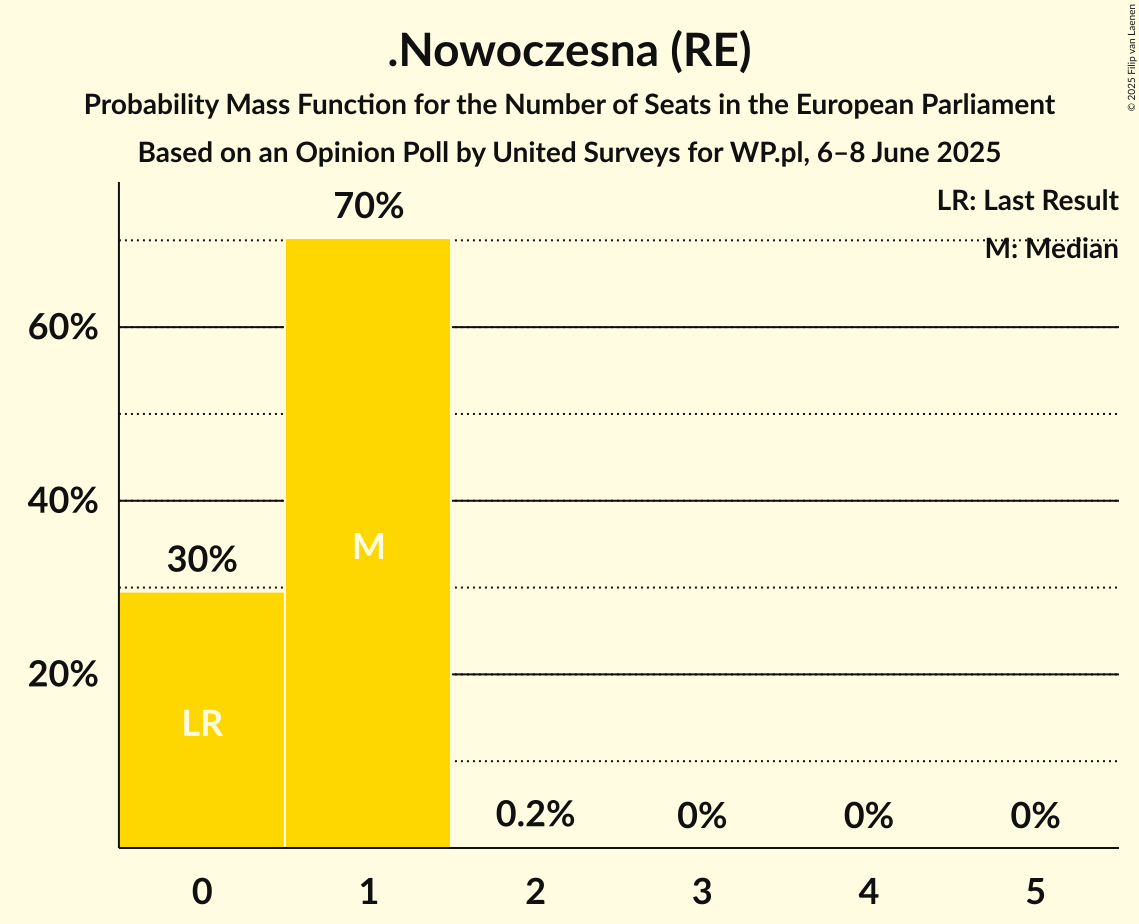 .Nowoczesna (RE)
Probability Mass Function for the Number of Seats in the European Parliament
Based on an Opinion Poll by United Surveys for WP.pl, 6–8 June 2025
© 2025 Filip van Laenen
LR: Last Result
M: Median
70%
60%
40%
30%
M
20%
LR
0.2%
0%
0%
0%
0
1
2
3
4
5